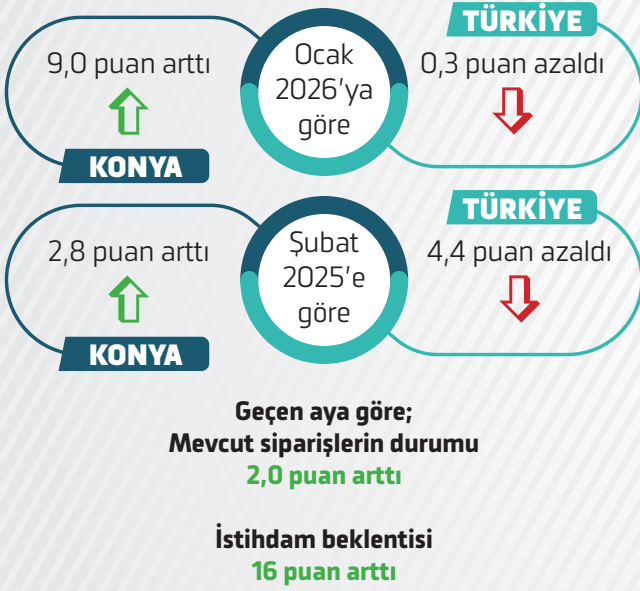 9,0 puan arttı
KONYA
Ocak
2026'ya
göre
TÜRKİYE
0,3 puan azaldı
2,8 puan arttı
KONYA
Şubat
2025'e
göre
TÜRKİYE
4,4 puan azaldı
Geçen aya göre;
Mevcut siparişlerin durumu
2,0 puan arttı
İstihdam beklentisi
16 puan arttı